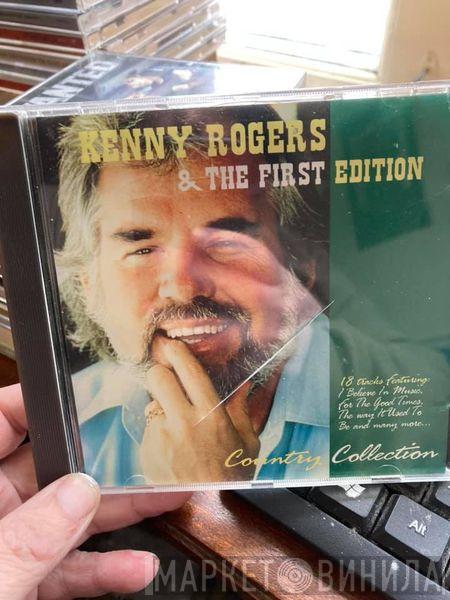 WANTED
KENNY ROGERS
& THE FIRST EDITION
18 tracks featuring:
I Believe In Music,
For The Good Times,
The way It Used To
Be and many more...
Country Collection
Alt
МАРКЕТ ВИНИЛА